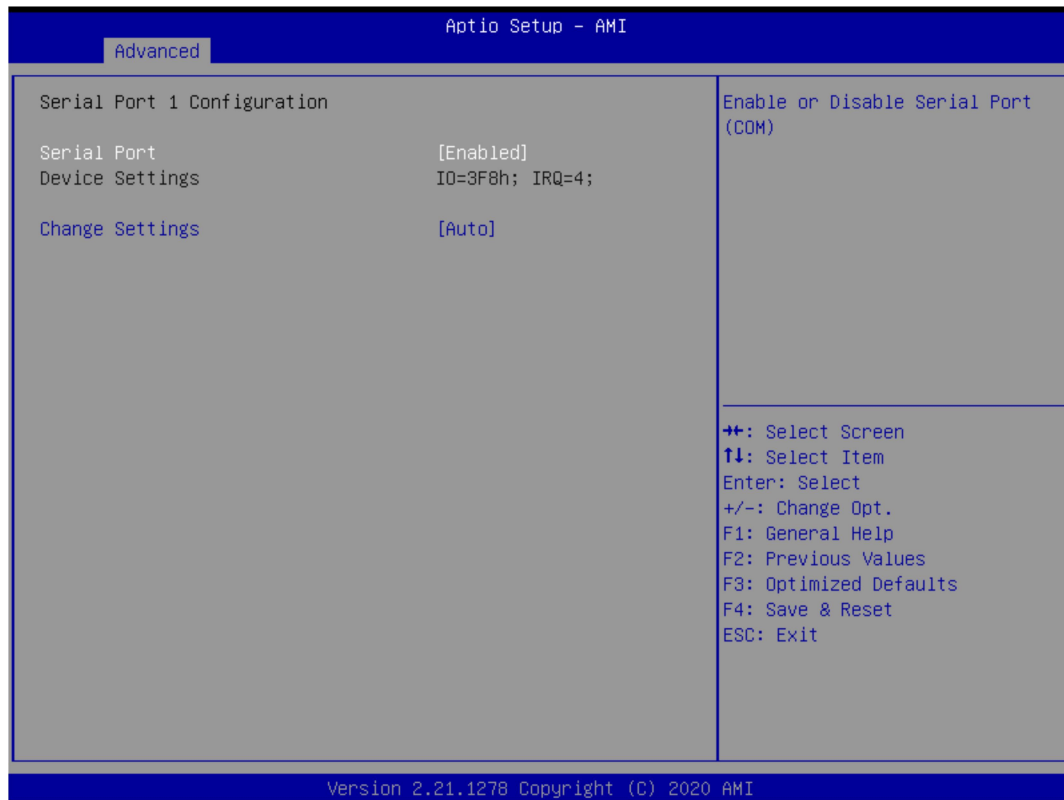 Aptio Setup – AMI
Advanced
Serial Port 1 Configuration
Serial Port [Enabled]
Device Settings IO=3F8h; IRQ=4;
Change Settings [Auto]
Enable or Disable Serial Port
(COM)
→←: Select Screen
↑↓: Select Item
Enter: Select
+/-: Change Opt.
F1: General Help
F2: Previous Values
F3: Optimized Defaults
F4: Save & Reset
ESC: Exit
Version 2.21.1278 Copyright (C) 2020 AMI